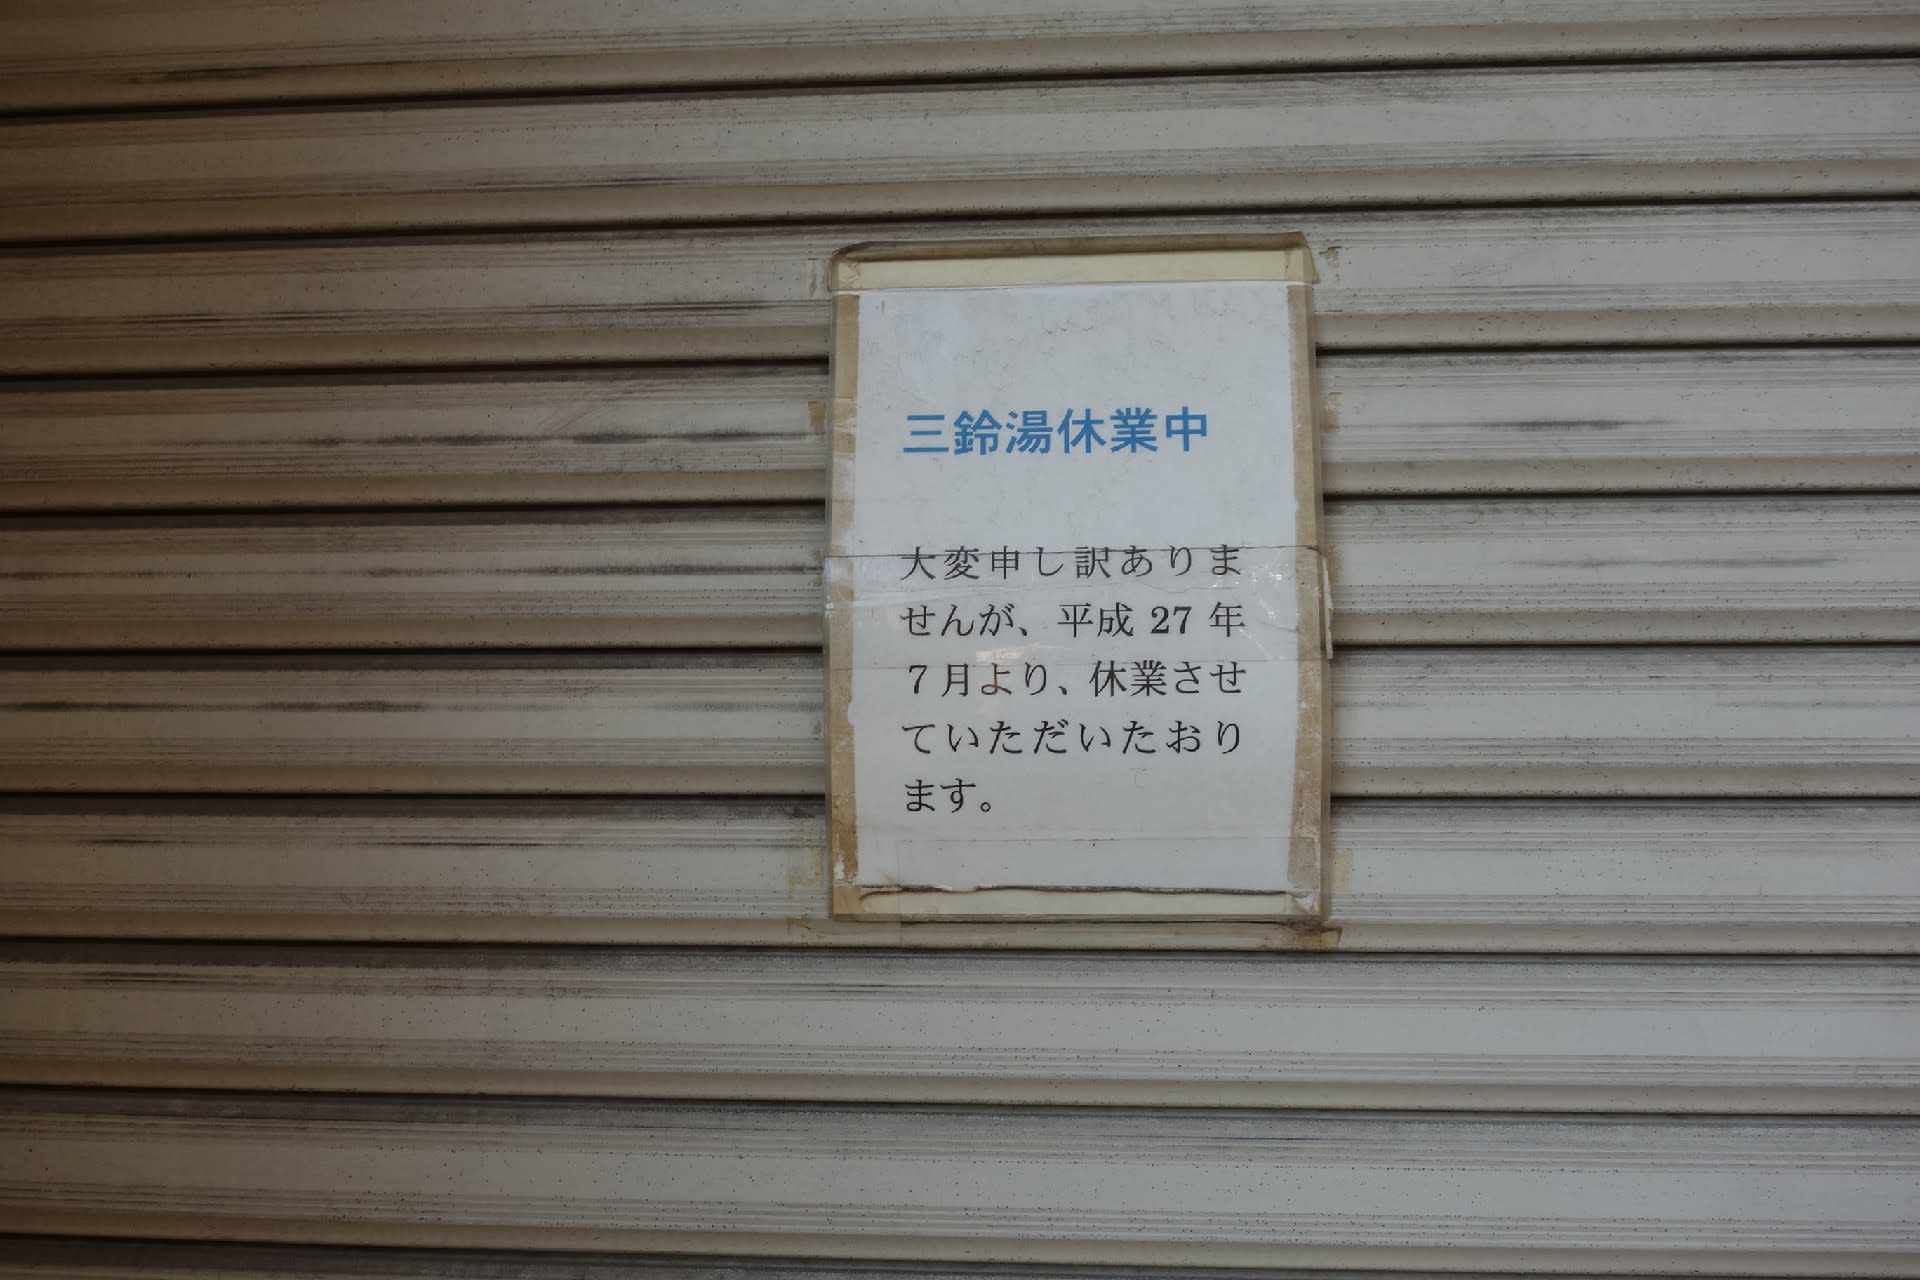 三鈴湯休業中
大変申し訳ありま
せんが、平成 27 年
7月より、休業させ
ていただいたおり
ます。